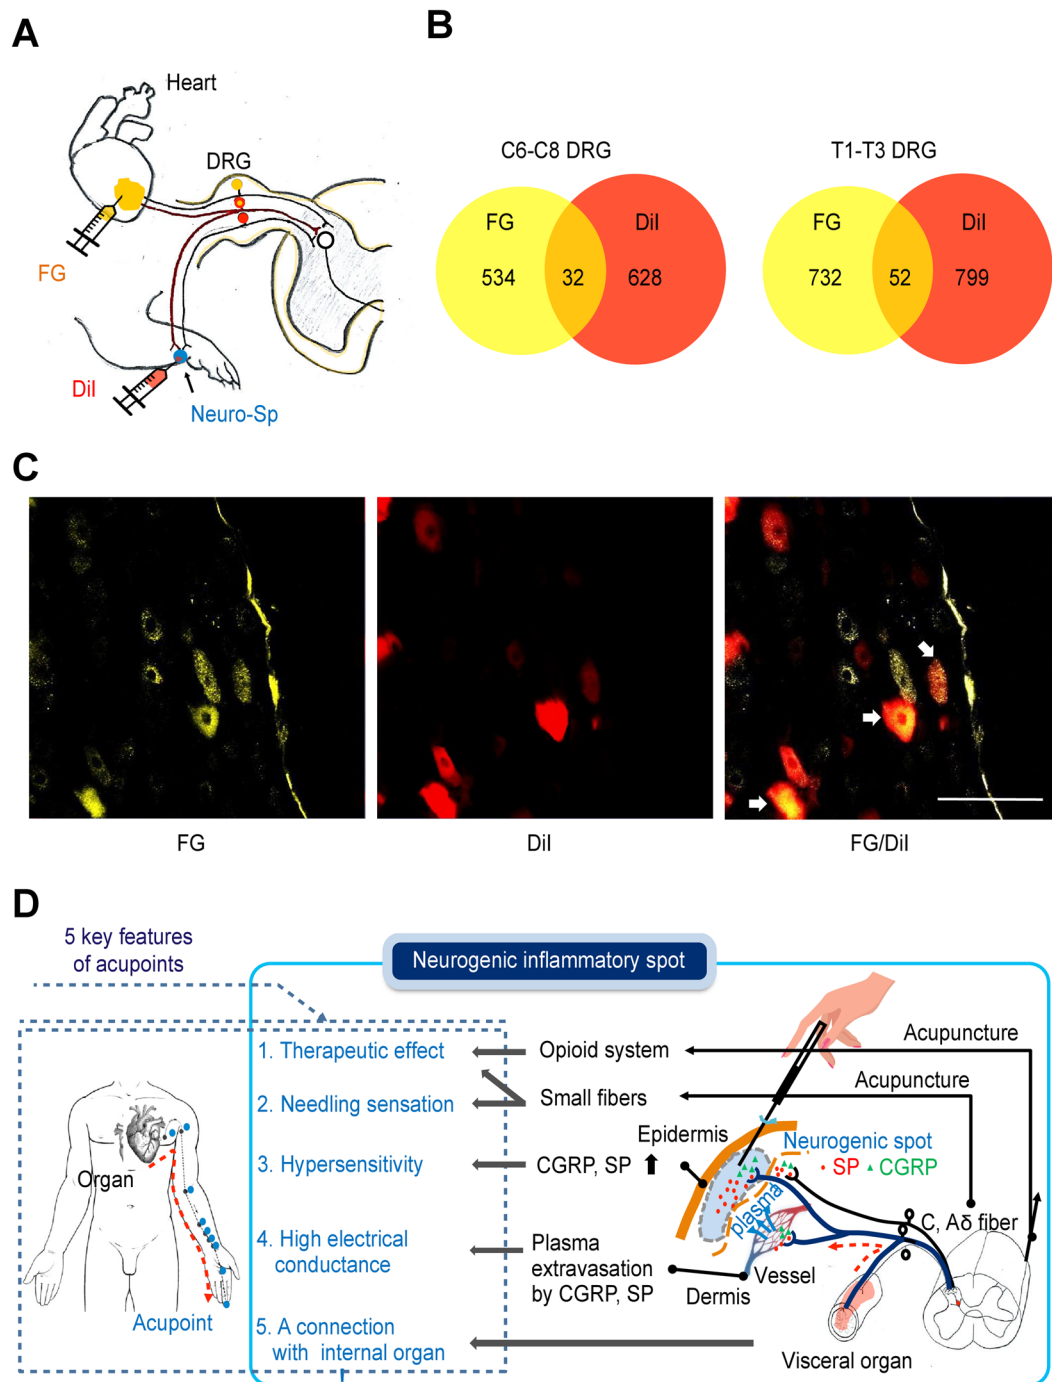 A
Heart
DRG
FG
DiI
Neuro-Sp
B
C6-C8 DRG
FG
DiI
534
32
628
T1-T3 DRG
FG
DiI
732
52
799
C
FG
DiI
FG/DiI
D
5 key features
of acupoints
Neurogenic inflammatory spot
1. Therapeutic effect
2. Needling sensation
3. Hypersensitivity
4. High electrical
conductance
5. A connection
with internal organ
Organ
Acupoint
Opioid system
Small fibers
CGRP, SP
Plasma
extravasation
by CGRP, SP
Acupuncture
Acupuncture
Epidermis
Neurogenic spot
SP
CGRP
plasma
C, Aδ fiber
Vessel
Dermis
Visceral organ